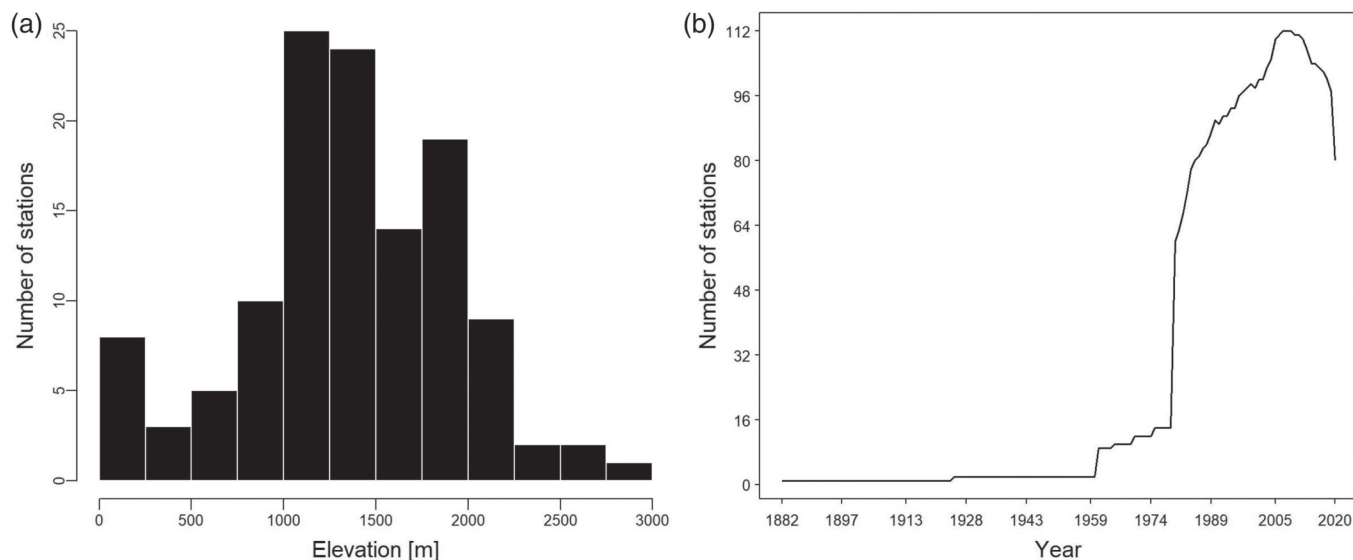 (a)
Number of stations
25
20
15
10
5
0
0 500 1000 1500 2000 2500 3000
Elevation [m]
(b)
Number of stations
112
96
80
64
48
32
16
0
1882 1897 1913 1928 1943 1959 1974 1989 2005 2020
Year